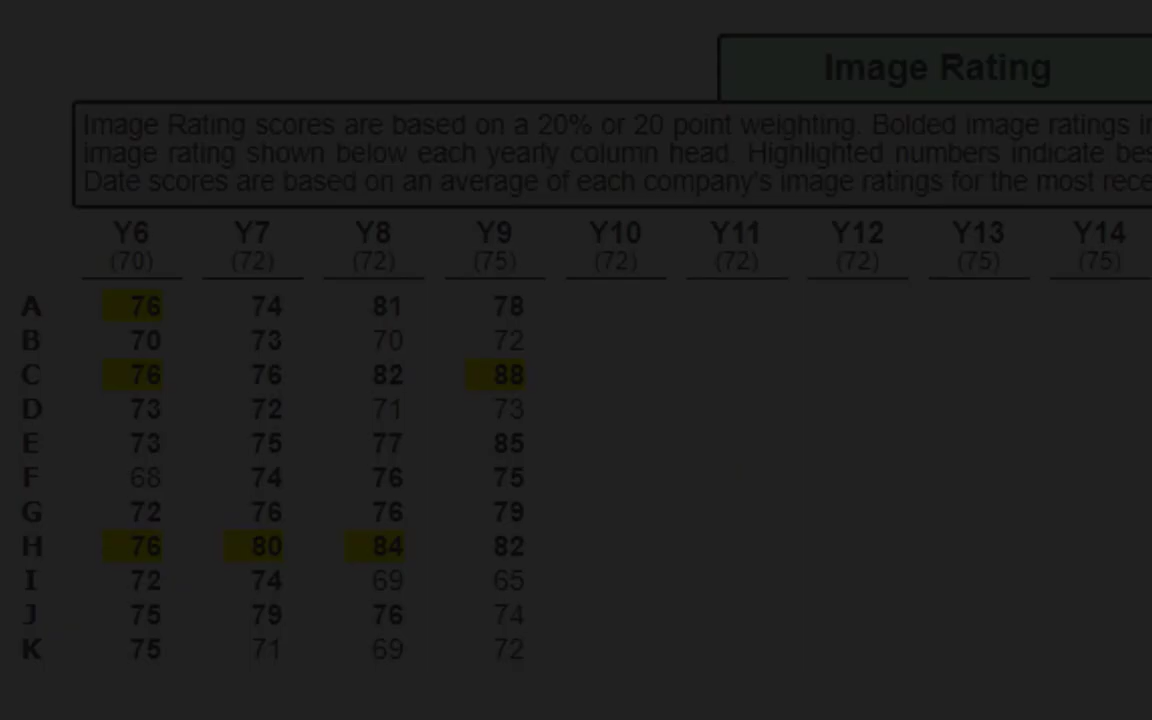 Image Rating
Image Rating scores are based on a 20% or 20 point weighting. Bolded image ratings
image rating shown below each yearly column head. Highlighted numbers indicate
Date scores are based on an average of each company's image ratings for the most
Y6 Y7 Y8 Y9 Y10 Y11 Y12 Y13 Y14
(70) (72) (72) (75) (72) (72) (72) (75) (75)
A 76 74 81 78
B 70 73 70 72
C 76 76 82 88
D 73 72 71 73
E 73 75 77 85
F 68 74 76 75
G 72 76 76 79
H 76 80 84 82
I 72 74 69 65
J 75 79 76 74
K 75 71 69 72